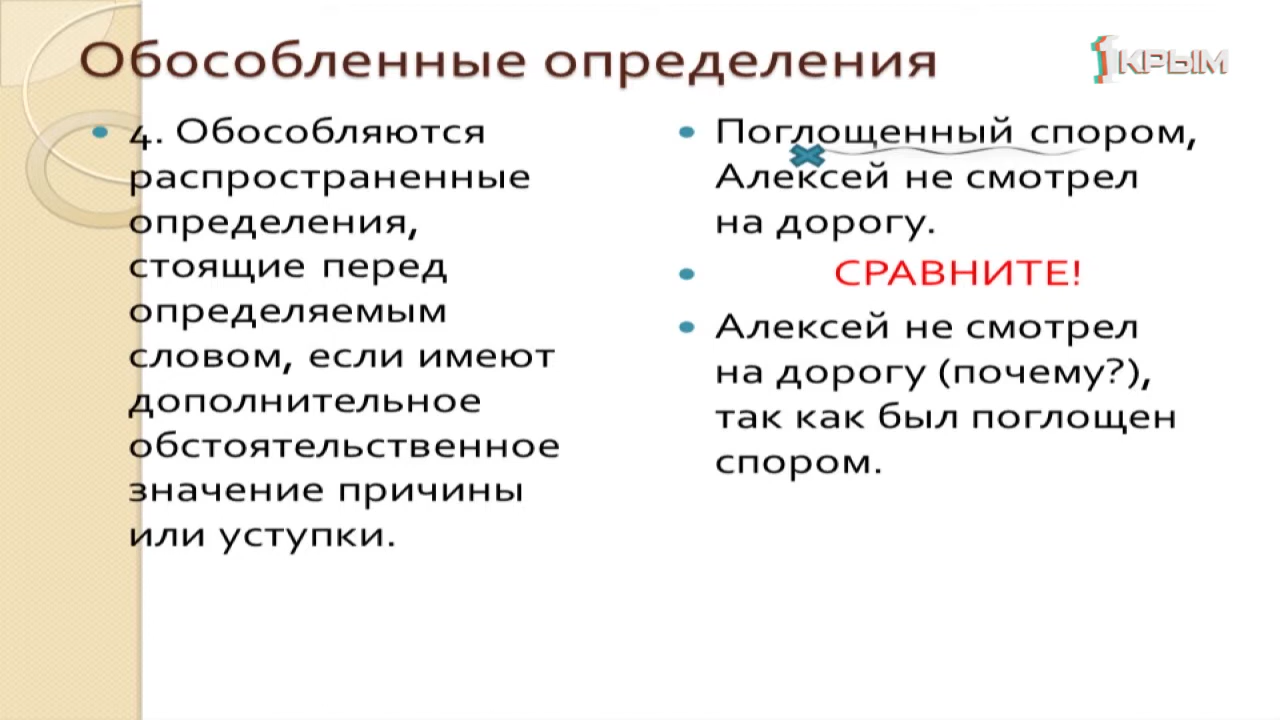 Обособленные определения
1КРЫМ
4. Обособляются
распространенные
определения,
стоящие перед
определяемым
словом, если имеют
дополнительное
обстоятельственное
значение причины
или уступки.
Поглощенный спором,
Алексей не смотрел
на дорогу.
СРАВНИТЕ!
Алексей не смотрел
на дорогу (почему?),
так как был поглощен
спором.